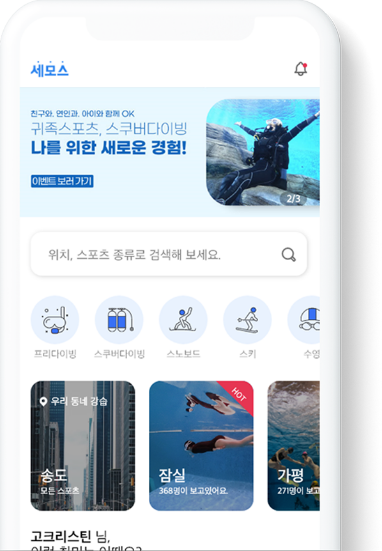 세모스
친구와, 연인과, 아이와 함께 OK
귀족스포츠, 스쿠버다이빙
나를 위한 새로운 경험!
이벤트 보러 가기
2/3
위치, 스포츠 종류로 검색해 보세요.
프리다이빙 스쿠버다이빙 스노보드 스키 수영
HOT
우리 동네 강습
송도 잠실 가평
모든 스포츠 368명이 보고있어요. 271명이 보고
고크리스틴 님,